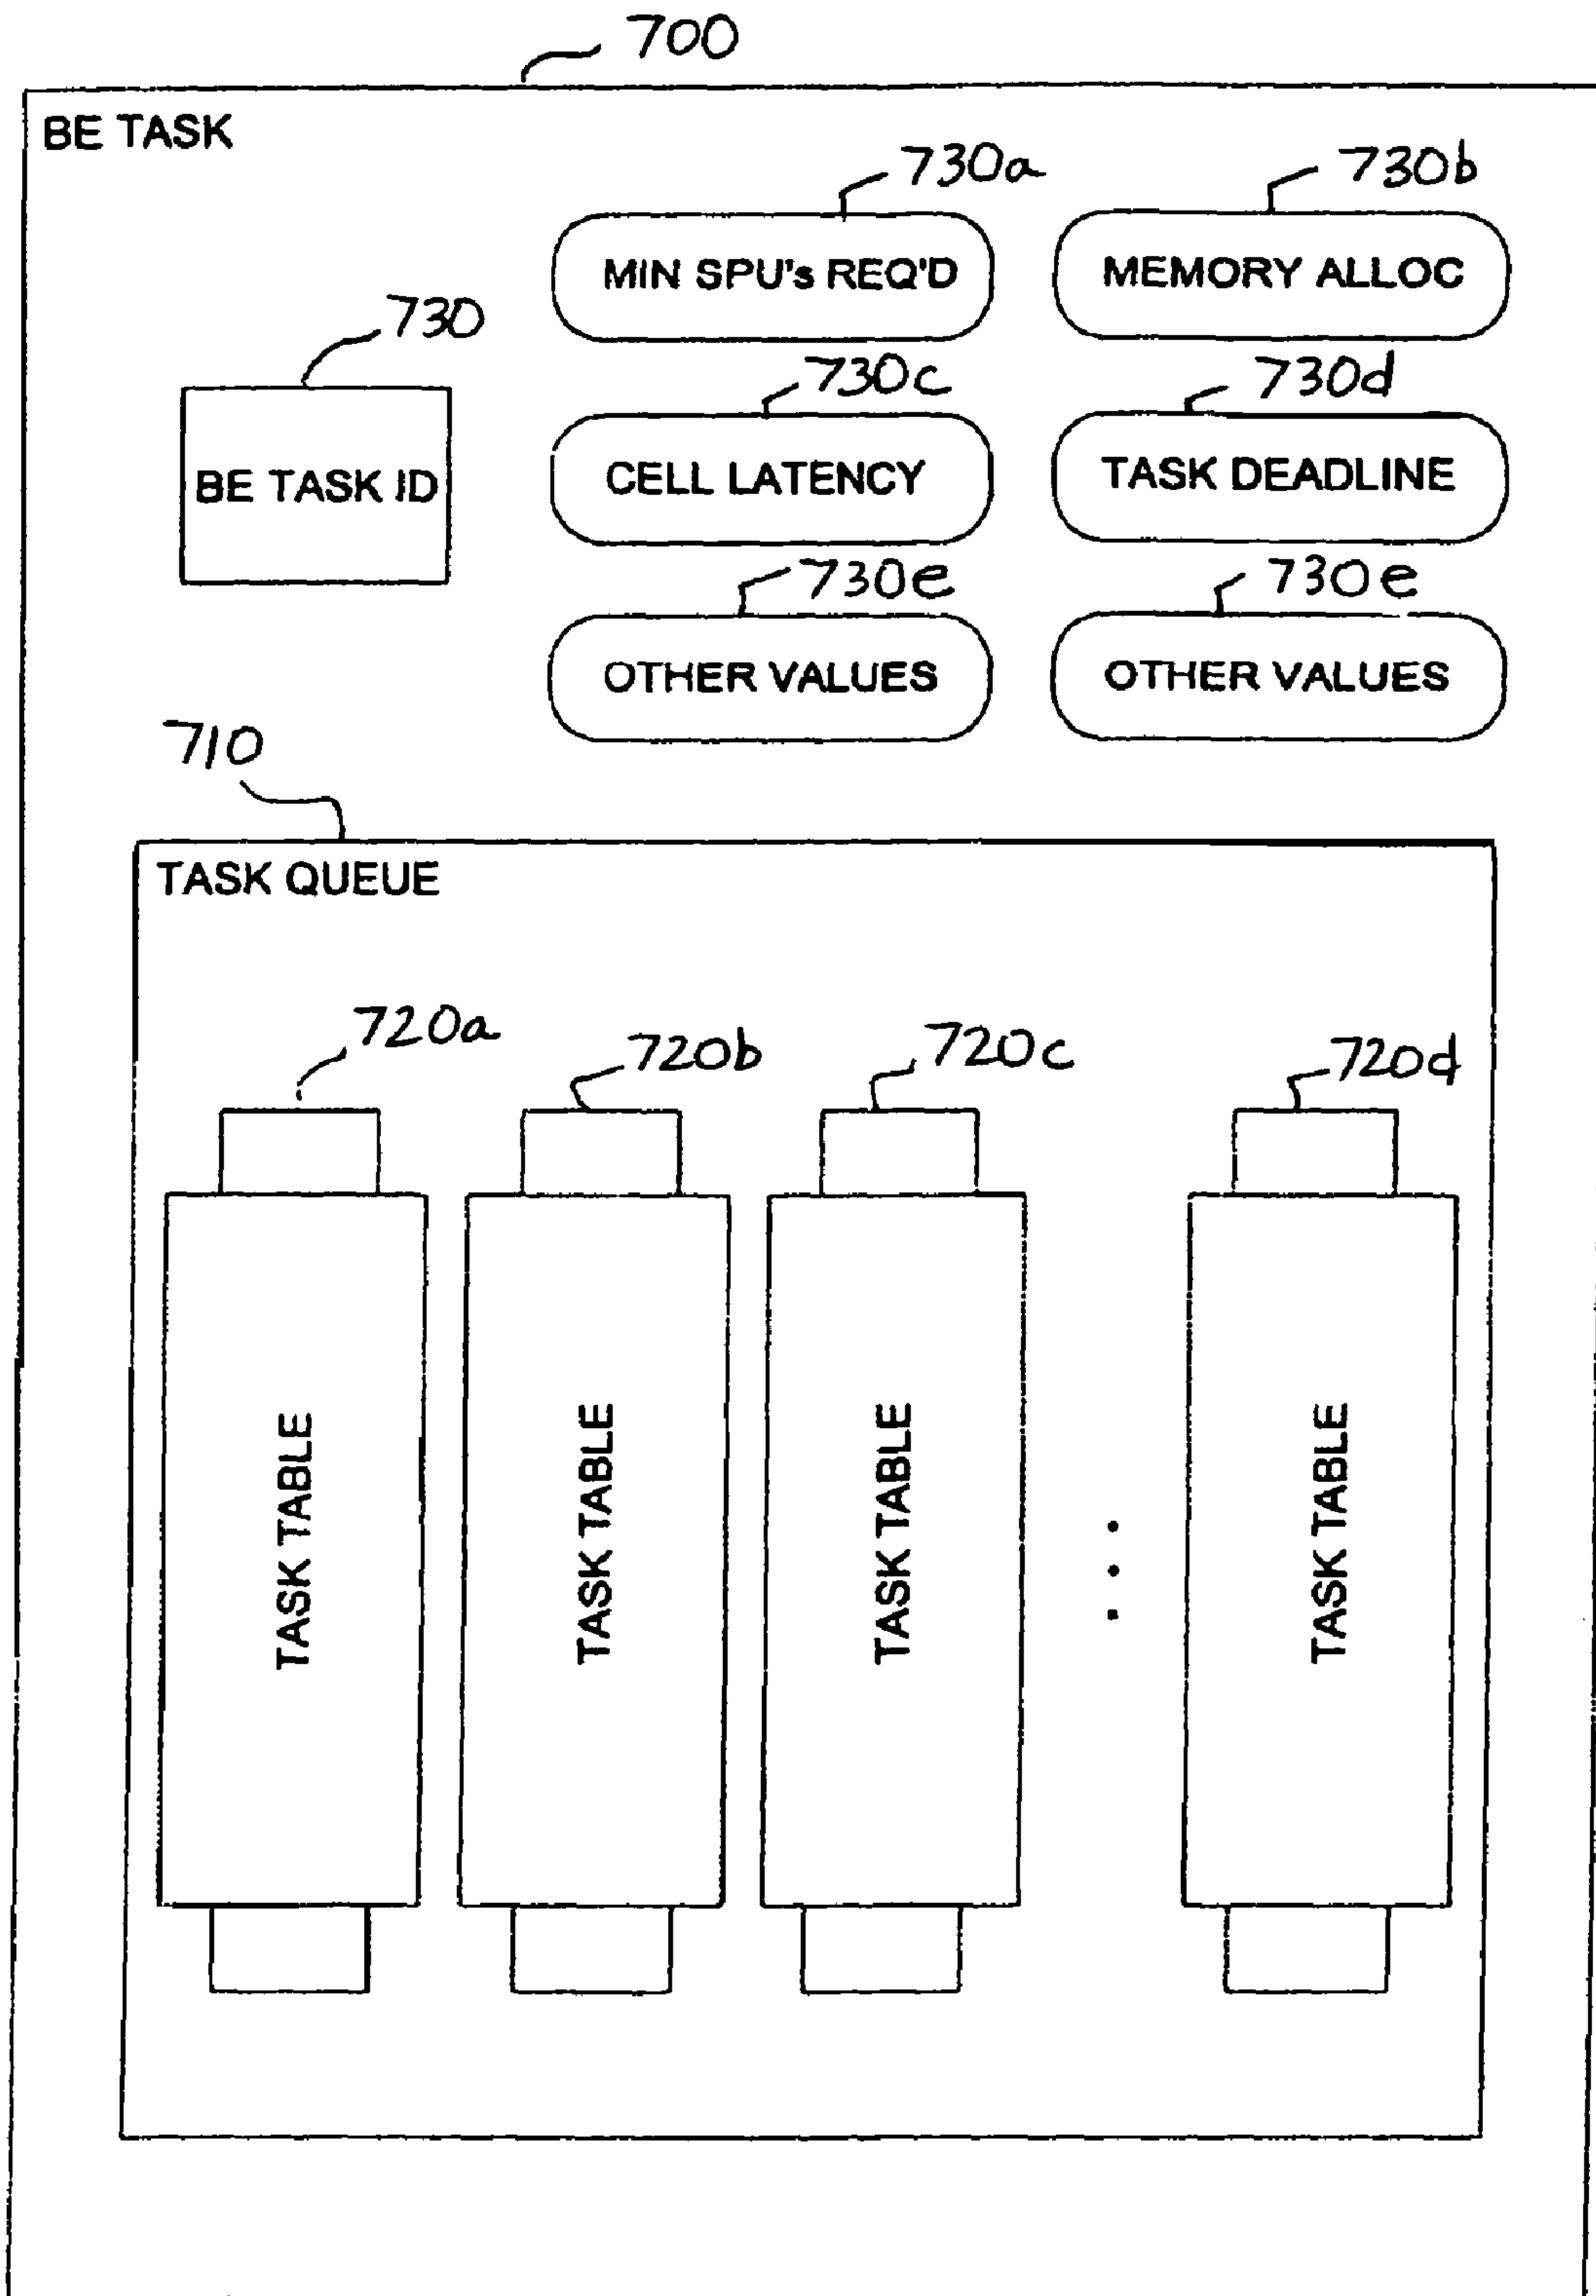 700
BE TASK
730a
730b
MIN SPU's REQ'D
MEMORY ALLOC
730
730c
730d
BE TASK ID
CELL LATENCY
TASK DEADLINE
730e
730e
OTHER VALUES
OTHER VALUES
710
TASK QUEUE
720a
720b
720c
720d
TASK TABLE
TASK TABLE
TASK TABLE
TASK TABLE